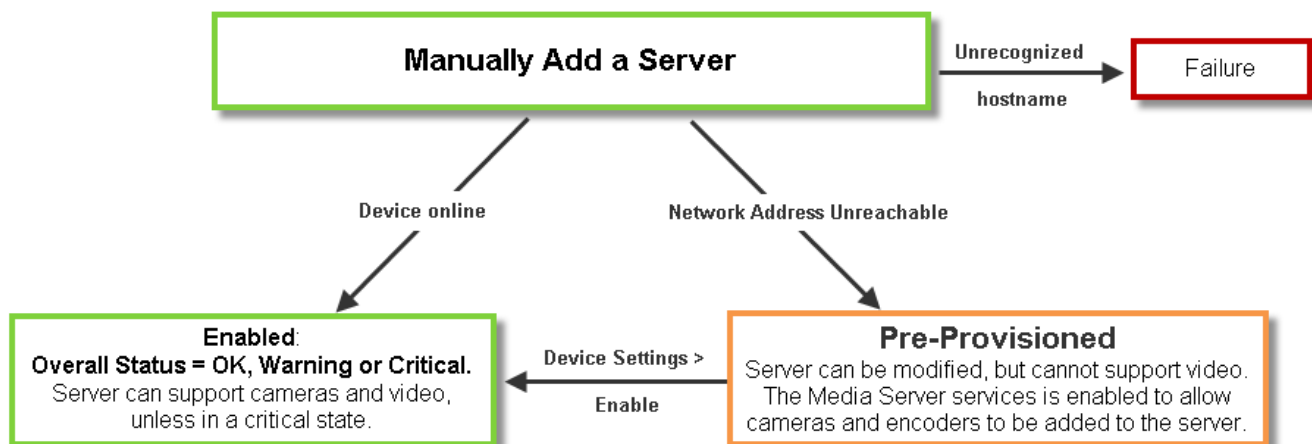 Manually Add a Server
Unrecognized
hostname
Failure
Device online
Network Address Unreachable
Enabled:
Overall Status = OK, Warning or Critical.
Server can support cameras and video,
unless in a critical state.
Device Settings >
Enable
Pre-Provisioned
Server can be modified, but cannot support video.
The Media Server services is enabled to allow
cameras and encoders to be added to the server.